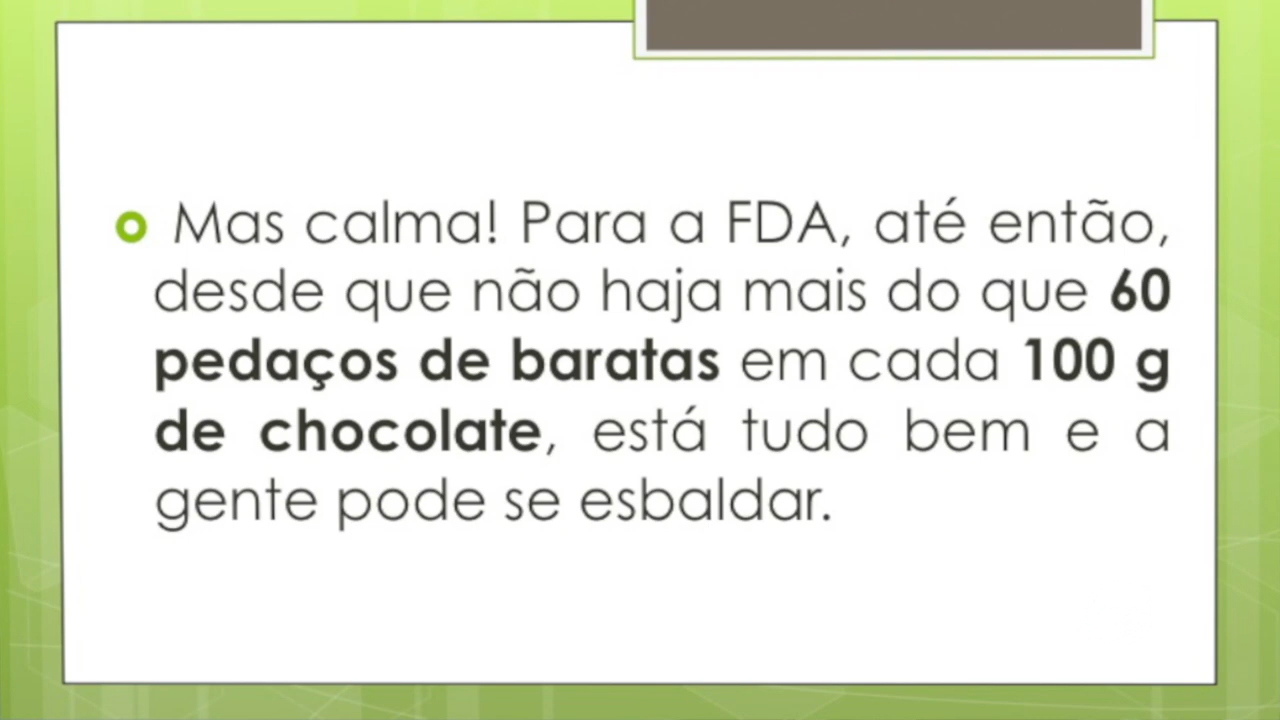 Mas calma! Para a FDA, até então,
desde que não haja mais do que 60
pedaços de baratas em cada 100 g
de chocolate, está tudo bem e a
gente pode se esbaldar.